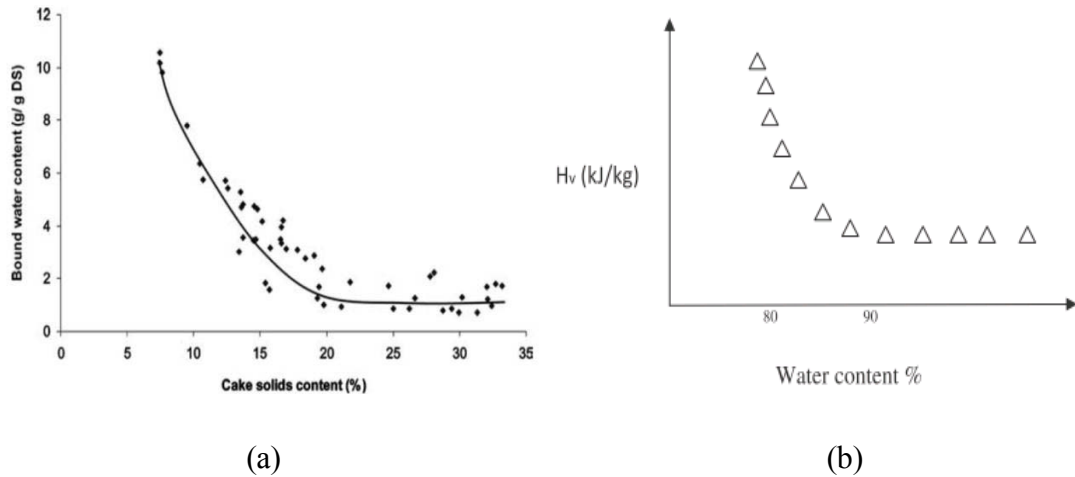 12
10
8
6
4
2
0
Bound water content (g/ g DS)
0 5 10 15 20 25 30 35
Cake solids content (%)
(a)
Hv (kJ/kg)
80 90
Water content %
(b)